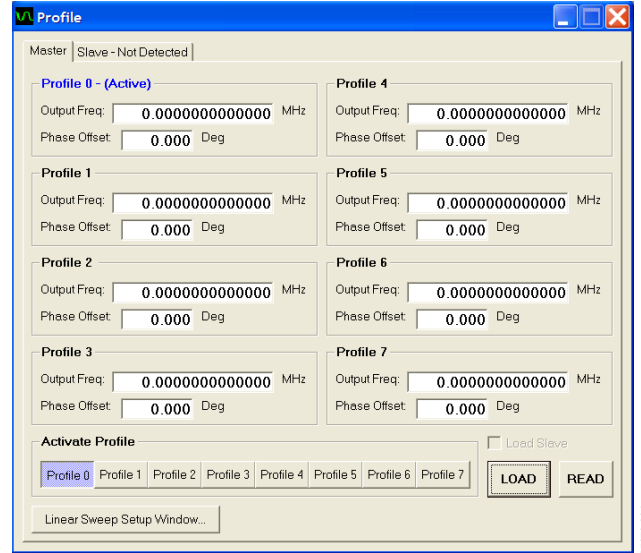 Profile
Master Slave - Not Detected
Profile 0 - (Active)
Output Freq: 0.0000000000000 MHz
Phase Offset: 0.000 Deg
Profile 1
Output Freq: 0.0000000000000 MHz
Phase Offset: 0.000 Deg
Profile 2
Output Freq: 0.0000000000000 MHz
Phase Offset: 0.000 Deg
Profile 3
Output Freq: 0.0000000000000 MHz
Phase Offset: 0.000 Deg
Profile 4
Output Freq: 0.0000000000000 MHz
Phase Offset: 0.000 Deg
Profile 5
Output Freq: 0.0000000000000 MHz
Phase Offset: 0.000 Deg
Profile 6
Output Freq: 0.0000000000000 MHz
Phase Offset: 0.000 Deg
Profile 7
Output Freq: 0.0000000000000 MHz
Phase Offset: 0.000 Deg
Activate Profile
Profile 0 Profile 1 Profile 2 Profile 3 Profile 4 Profile 5 Profile 6 Profile 7
Load Slave
LOAD READ
Linear Sweep Setup Window...